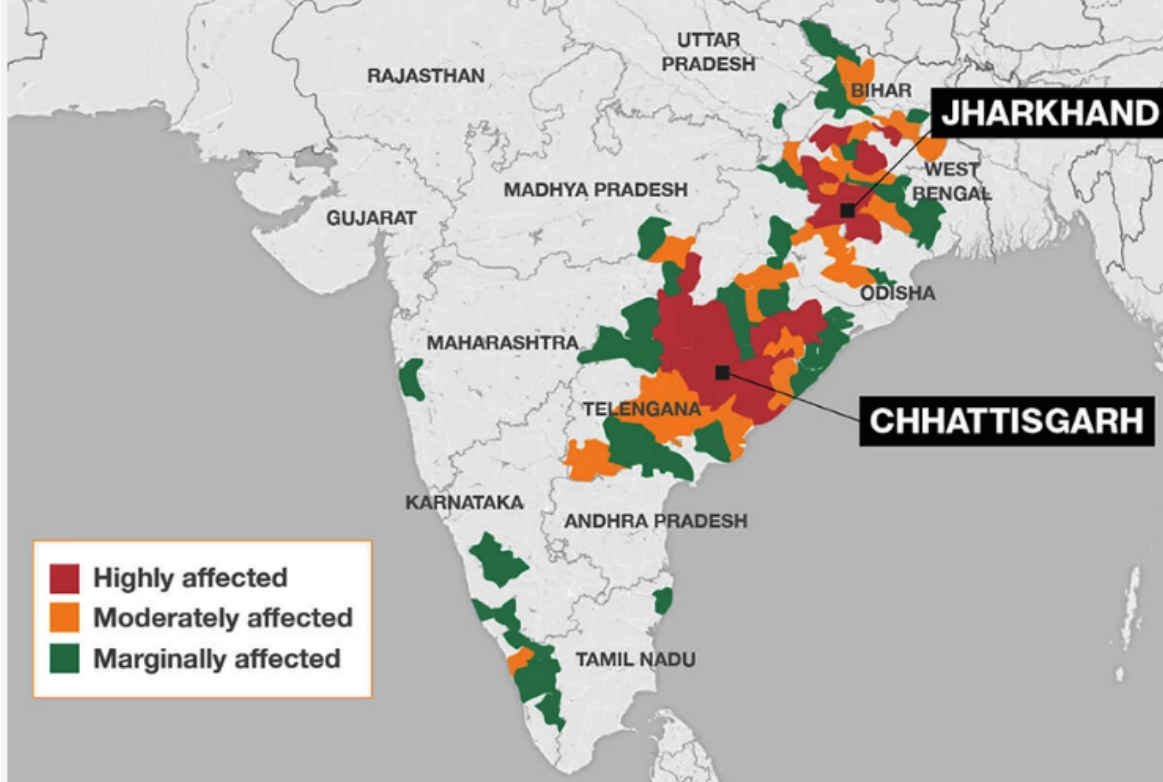 UTTAR
PRADESH
RAJASTHAN
BIHAR
JHARKHAND
WEST
BENGAL
MADHYA PRADESH
GUJARAT
ODISHA
MAHARASHTRA
TELENGANA
CHHATTISGARH
KARNATAKA
ANDHRA PRADESH
Highly affected
Moderately affected
Marginally affected
TAMIL NADU